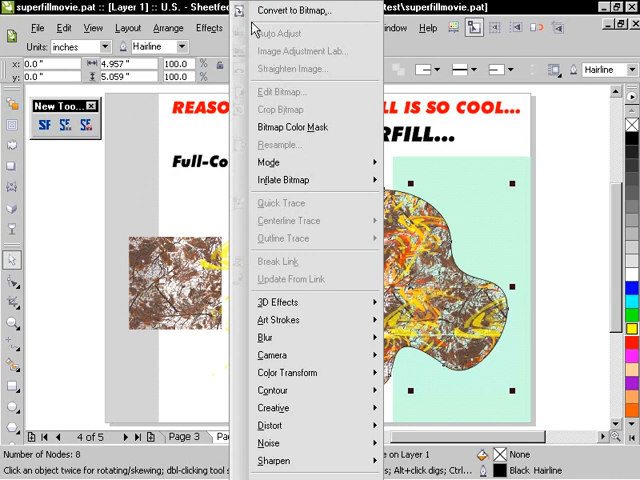 superfillmovie.pat :: [Layer 1] :: U.S. - Sheetfec
test\superfillmovie.pat]
File Edit View Layout Arrange Effects
Units: inches Hairline
x: 0.0 " 4.957 " 100.0
y: 0.0 " 5.059 " 100.0
Hairline
New Too...
SF SF SF
REASO
LL IS SO COOL...
RFILL...
Full-Co
Convert to Bitmap...
Auto Adjust
Image Adjustment Lab...
Straighten Image...
Edit Bitmap...
Crop Bitmap
Bitmap Color Mask
Resample...
Mode
Inflate Bitmap
Quick Trace
Centerline Trace
Outline Trace
Break Link
Update From Link
3D Effects
Art Strokes
Blur
Camera
Color Transform
Contour
Creative
Distort
Noise
Sharpen
4 of 5 Page 3 Pa
Number of Nodes: 8
e on Layer 1
None
Click an object twice for rotating/skewing; dbl-clicking tool s
; Alt+click digs; Ctrl...
Black Hairline